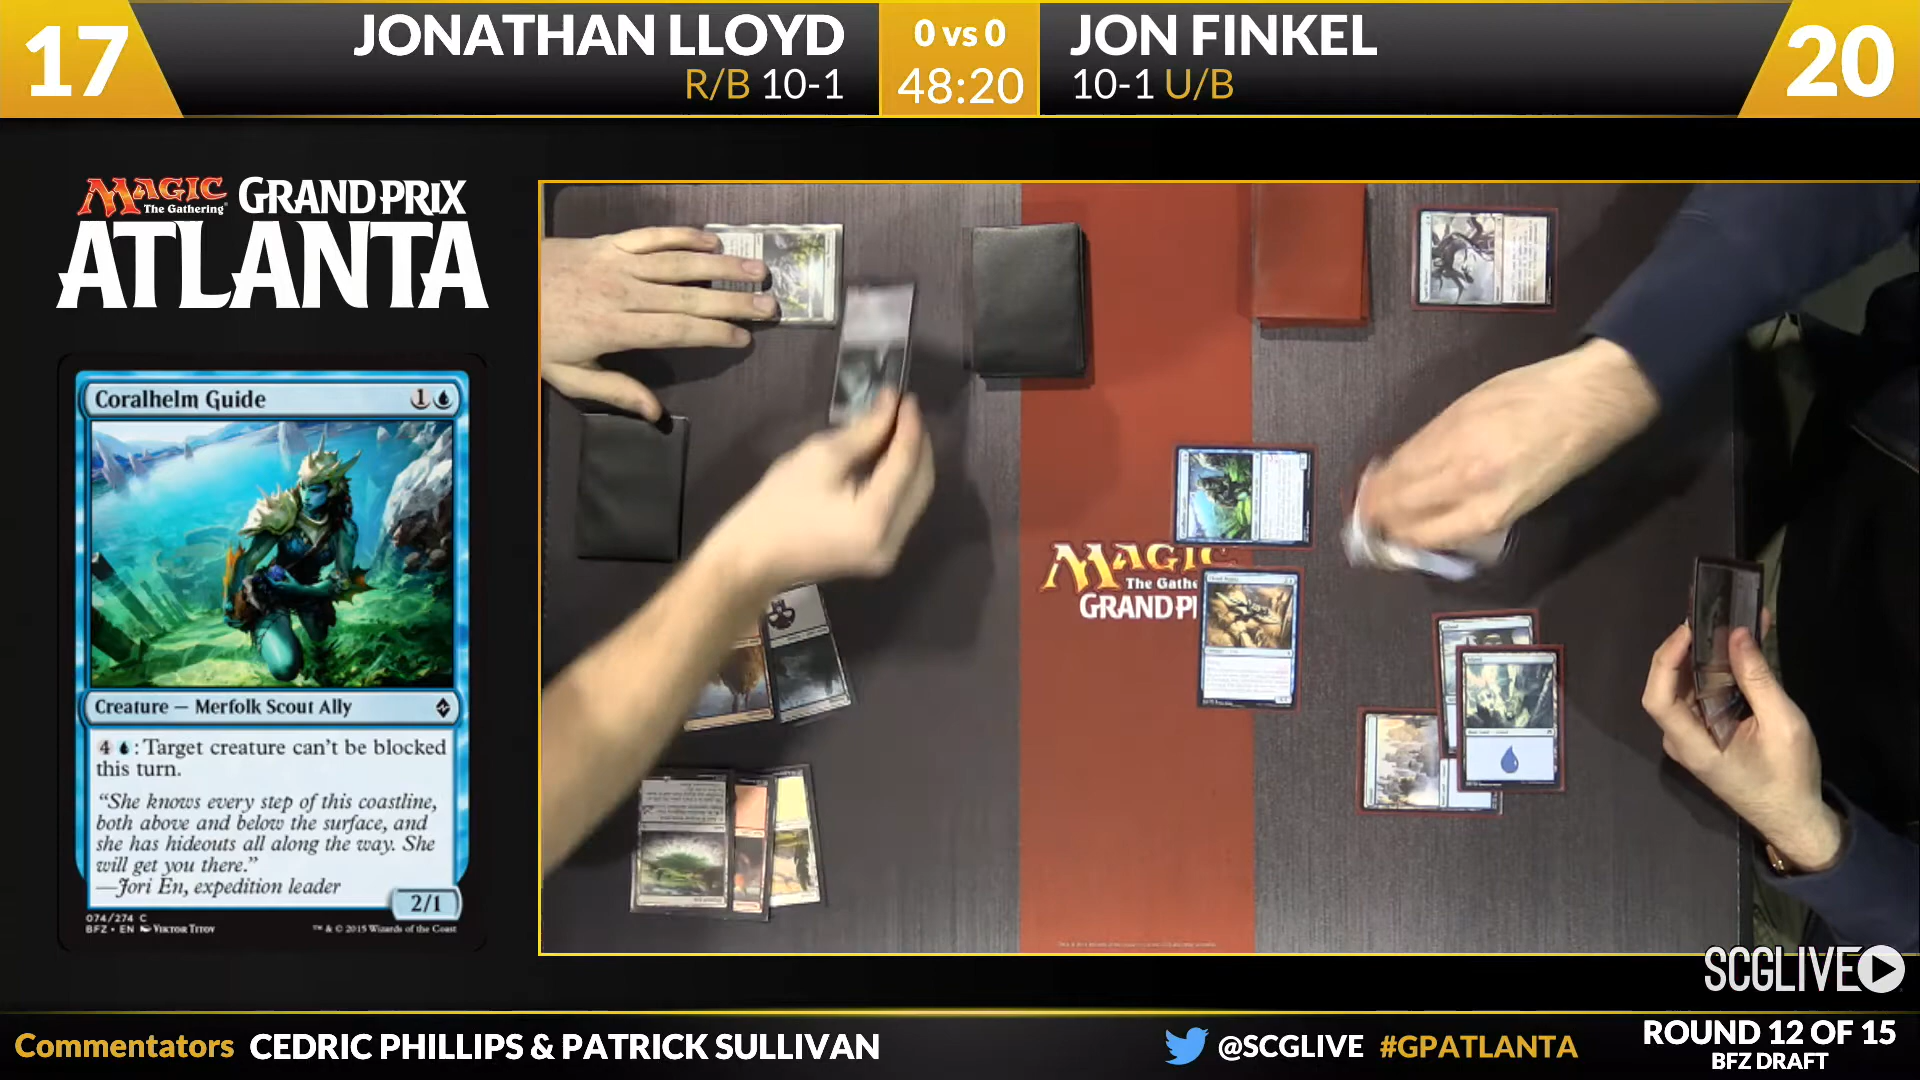 17
JONATHAN LLOYD
R/B 10-1
0 vs 0
48:20
JON FINKEL
10-1 U/B
20
MAGIC
The Gathering
GRAND PRIX
ATLANTA
Coralhelm Guide 1
Creature — Merfolk Scout Ally
4 : Target creature can't be blocked
this turn.
"She knows every step of this coastline,
both above and below the surface, and
she has hideouts all along the way. She
will get you there."
—Jori En, expedition leader
2/1
074/274 C
BFZ • EN VIKTOR TITOV
™ & © 2015 Wizards of the Coast
MAGIC
The Gathe
GRAND PI
SCGLIVE
Commentators CEDRIC PHILLIPS & PATRICK SULLIVAN
@SCGLIVE #GPATLANTA
ROUND 12 OF 15
BFZ DRAFT